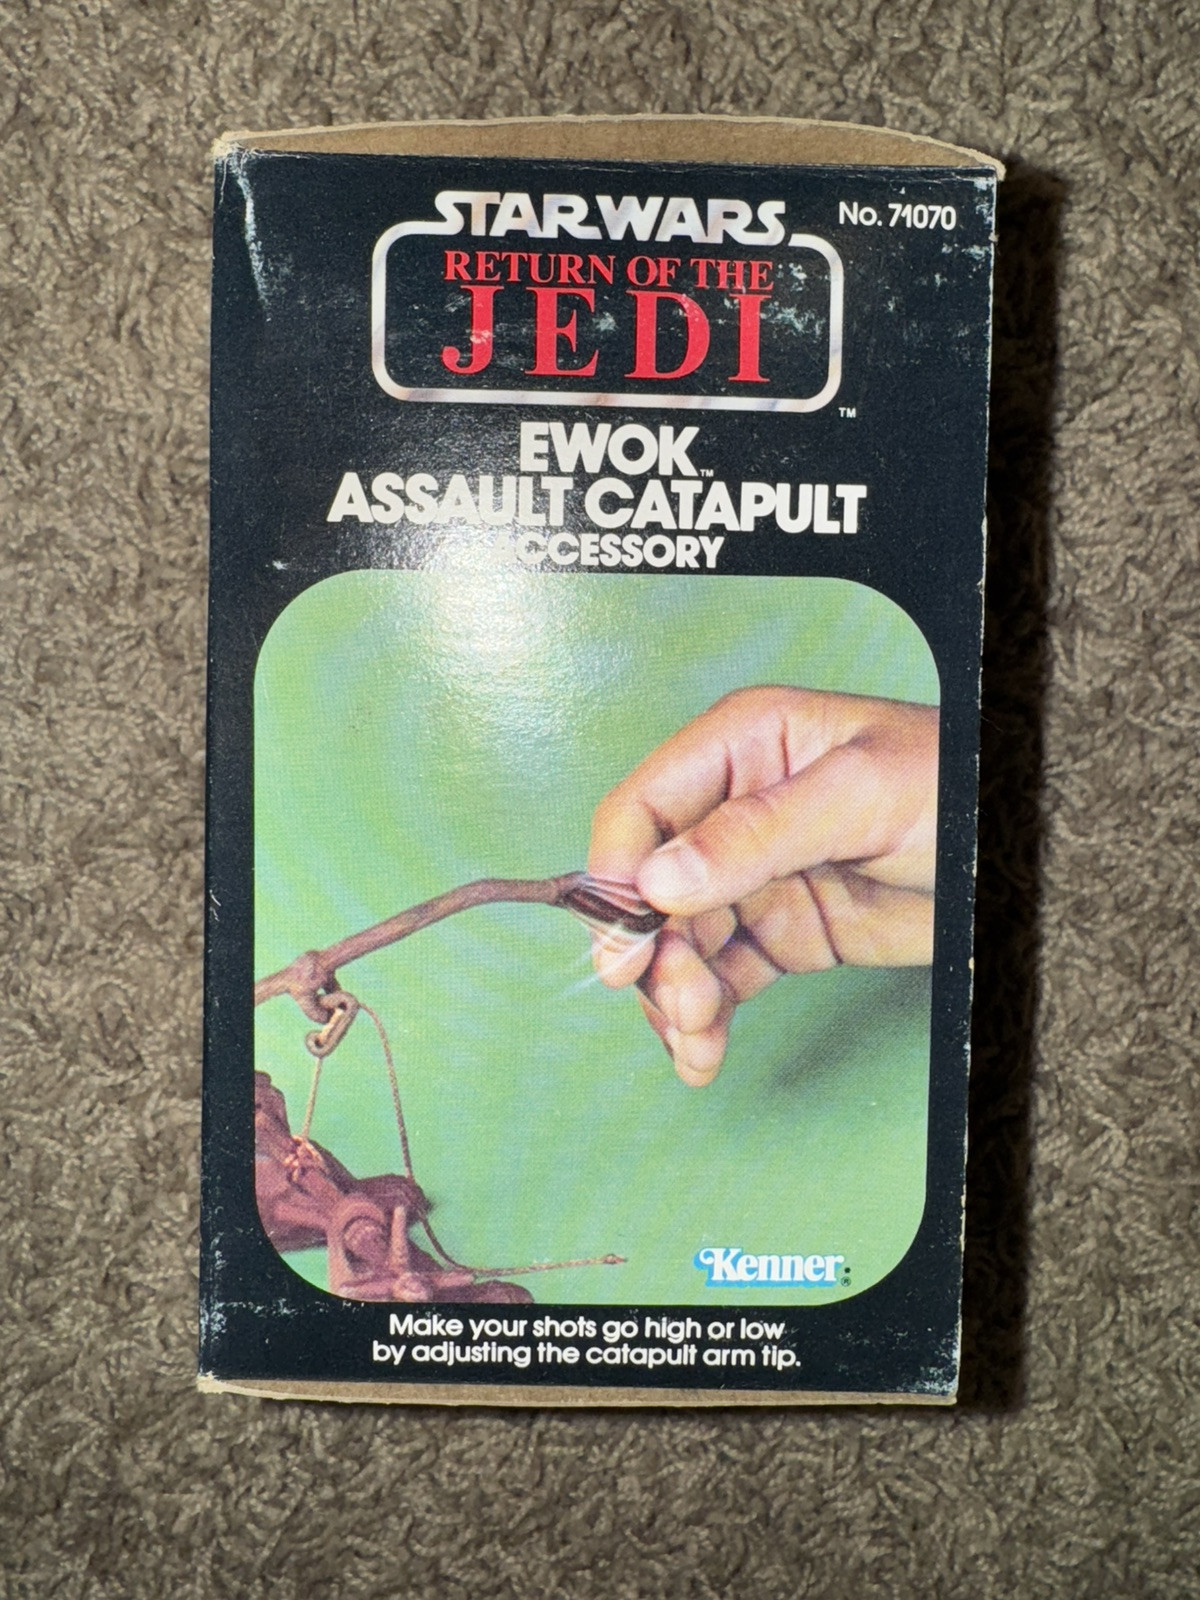 STAR WARS
No. 71070
RETURN OF THE
JEDI
TM
EWOK™
ASSAULT CATAPULT
ACCESSORY
Kenner®
Make your shots go high or low
by adjusting the catapult arm tip.